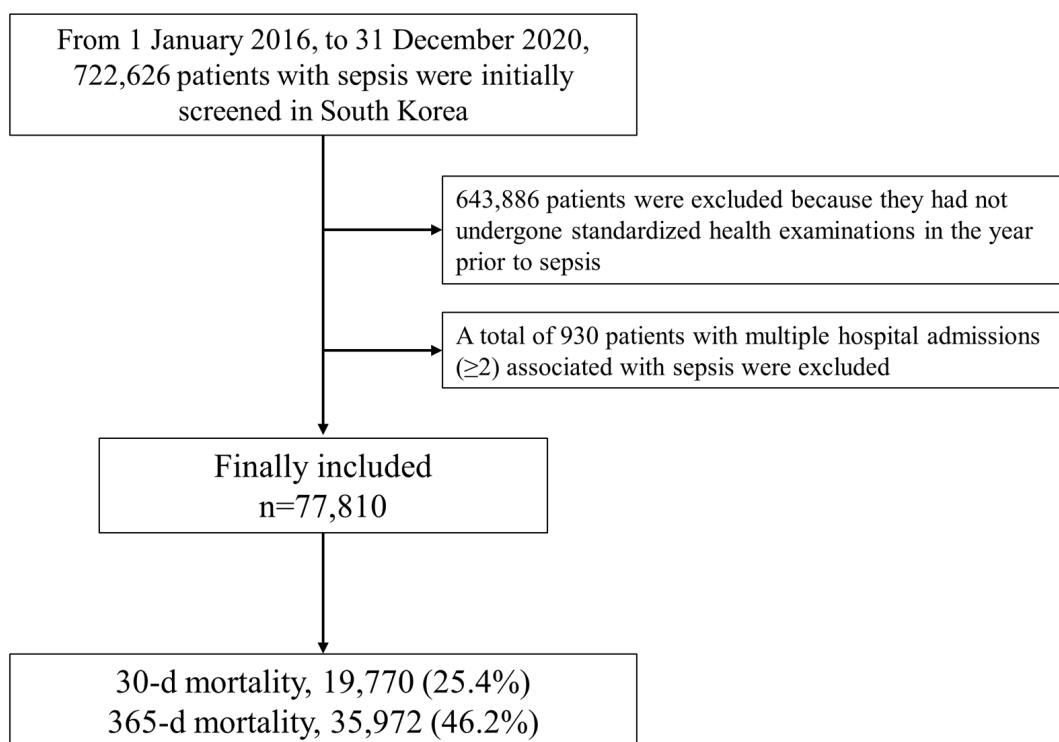 From 1 January 2016, to 31 December 2020,
722,626 patients with sepsis were initially
screened in South Korea
643,886 patients were excluded because they had not
undergone standardized health examinations in the year
prior to sepsis
A total of 930 patients with multiple hospital admissions
(≥2) associated with sepsis were excluded
Finally included
n=77,810
30-d mortality, 19,770 (25.4%)
365-d mortality, 35,972 (46.2%)